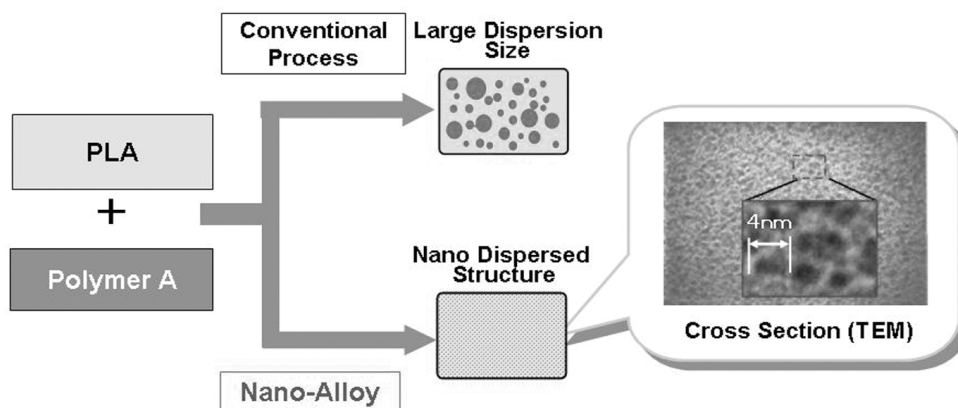 Conventional
Process
Large Dispersion
Size
PLA
+
Polymer A
4nm
Nano Dispersed
Structure
Cross Section (TEM)
Nano-Alloy